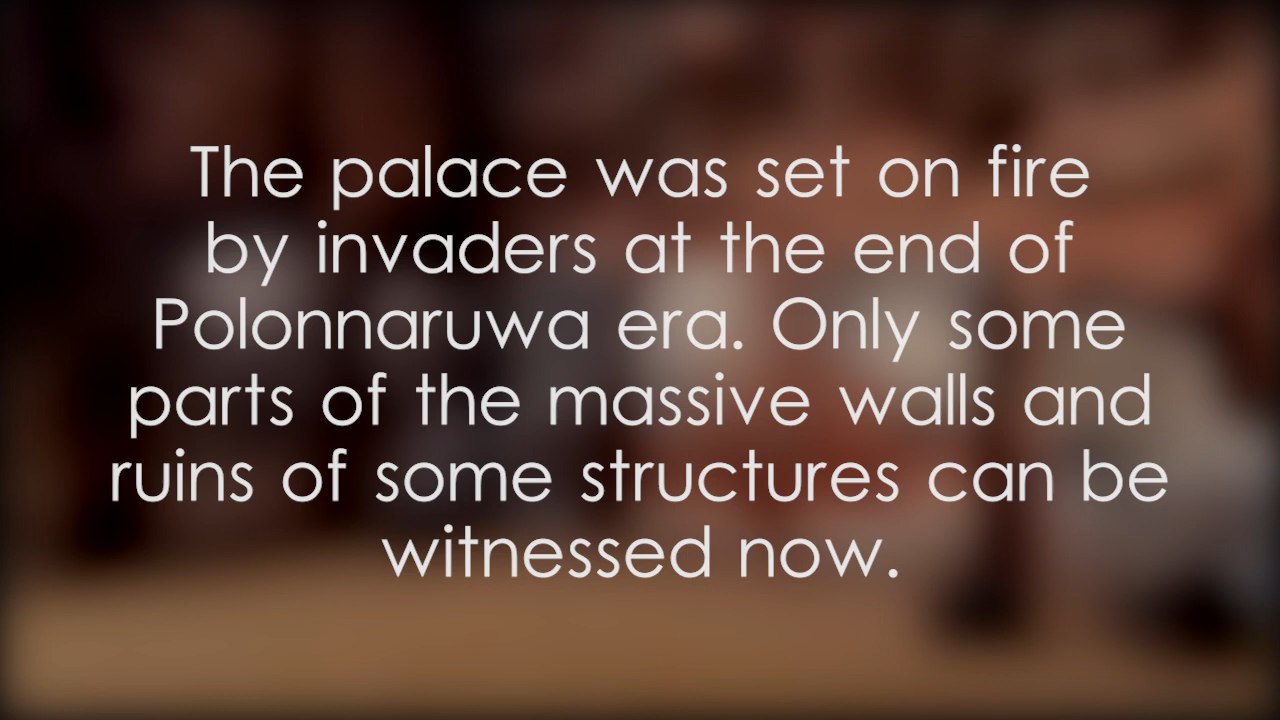 The palace was set on fire
by invaders at the end of
Polonnaruwa era. Only some
parts of the massive walls and
ruins of some structures can be
witnessed now.